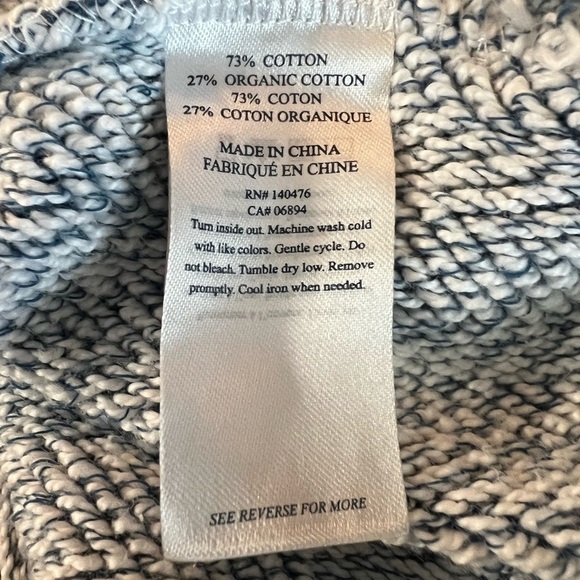 73% COTTON
27% ORGANIC COTTON
73% COTON
27% COTON ORGANIQUE
MADE IN CHINA
FABRIQUÉ EN CHINE
RN# 140476
CA# 06894
Turn inside out. Machine wash cold
with like colors. Gentle cycle. Do
not bleach. Tumble dry low. Remove
promptly. Cool iron when needed.
SEE REVERSE FOR MORE